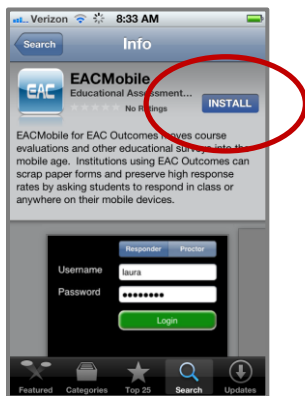 Verizon 8:33 AM
Search Info
EAC
EACMobile
Educational Assessment...
No Ratings
INSTALL
EACMobile for EAC Outcomes moves course
evaluations and other educational surveys into the
mobile age. Institutions using EAC Outcomes can
scrap paper forms and preserve high response
rates by asking students to respond in class or
anywhere on their mobile devices.
Responder Proctor
Username laura
Password ••••••••
Login
Featured Categories Top 25 Search Updates